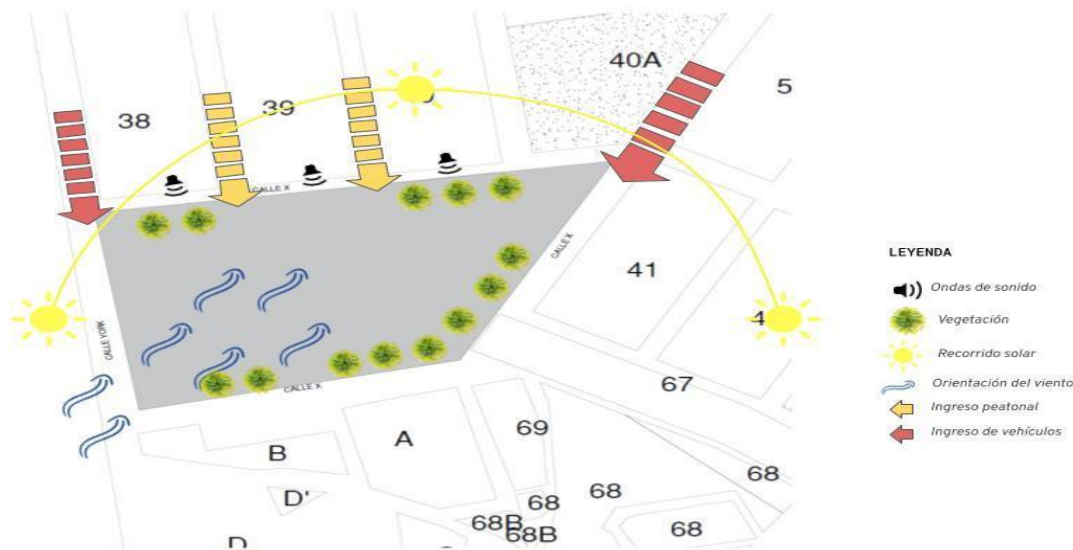 40A
5
38
39
CALLE X
CALLE X
41
4
CALLE YORK
CALLE X
67
A
69
B
D'
68
68
68
68B
68B
68
D
LEYENDA
Ondas de sonido
Vegetación
Recorrido solar
Orientación del viento
Ingreso peatonal
Ingreso de vehículos